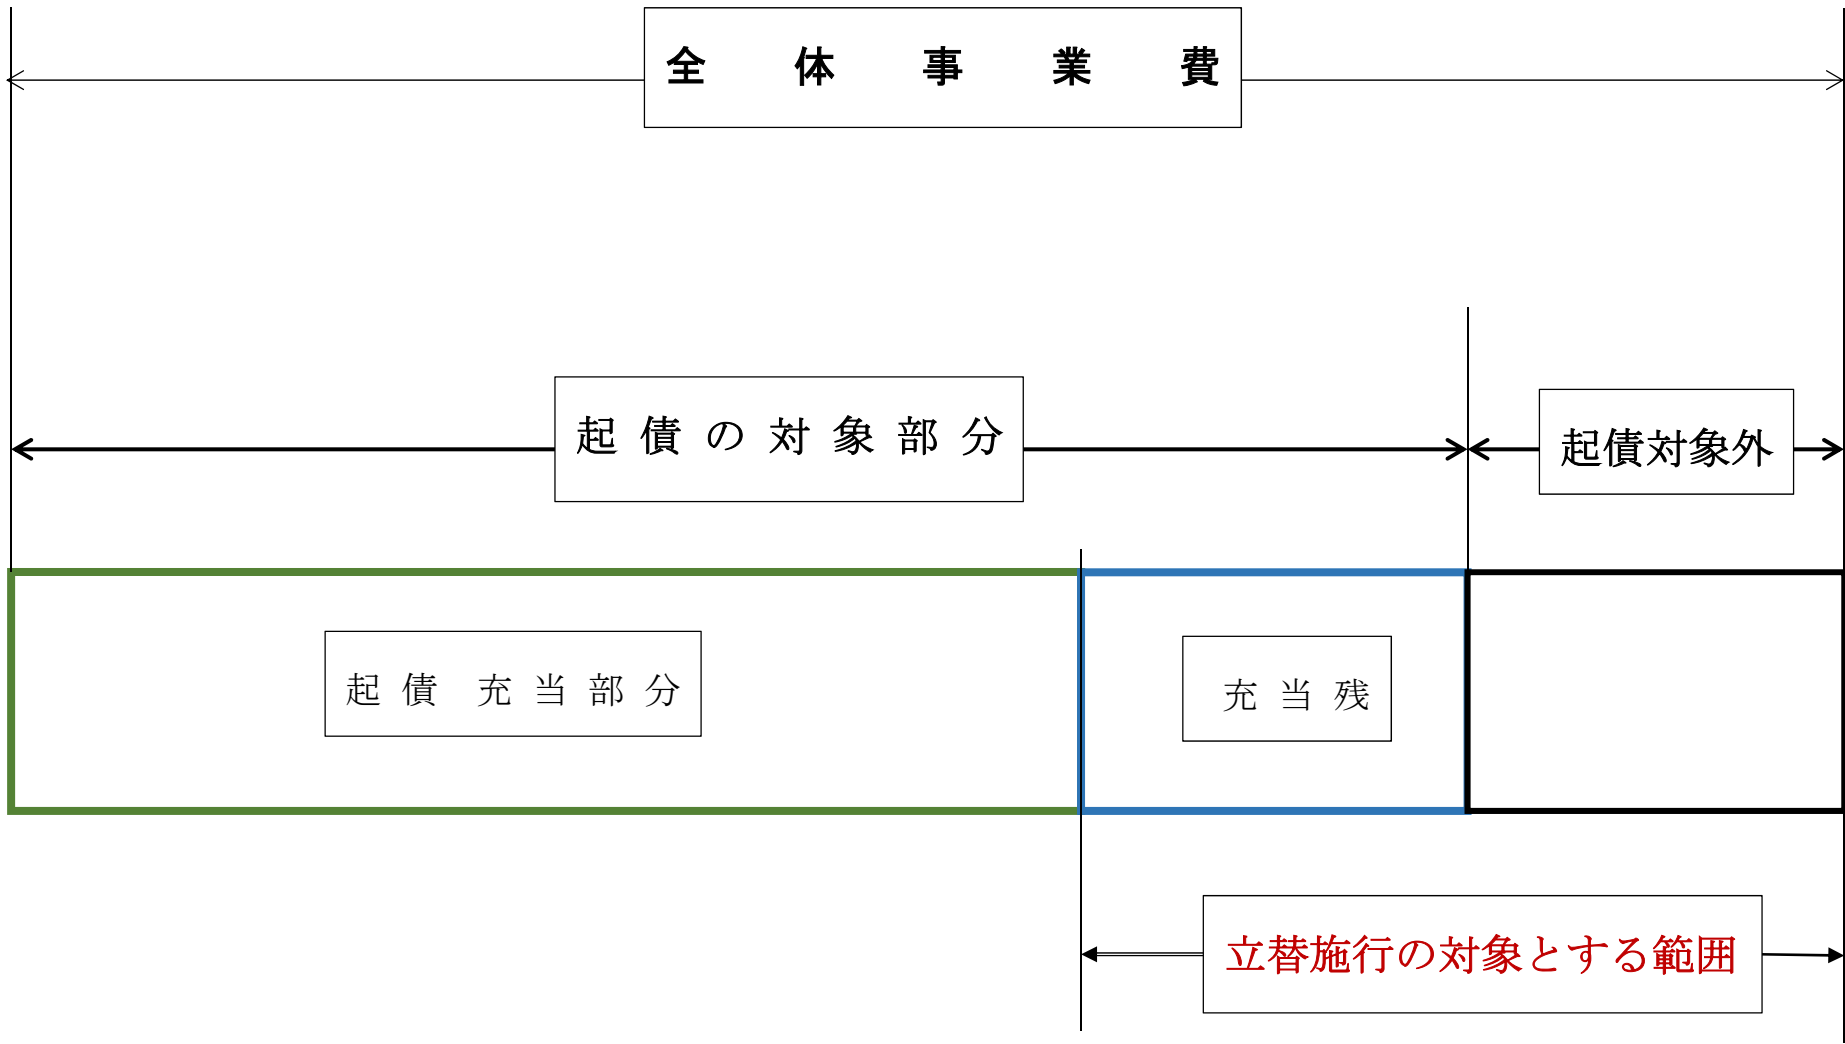 全体事業費
起債の対象部分
起債対象外
起債 充当部分
充当残
立替施行の対象とする範囲